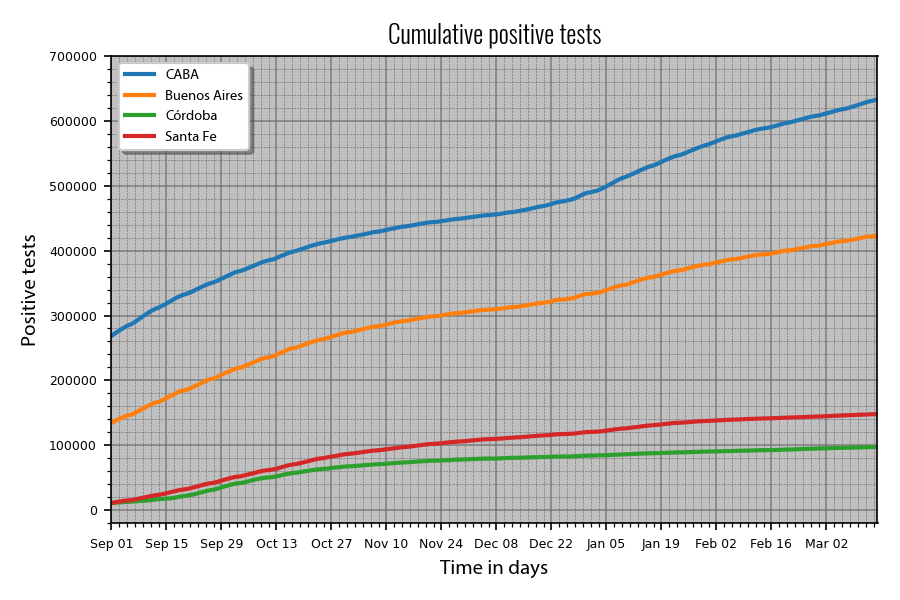 Cumulative positive tests
700000
600000
500000
400000
300000
200000
100000
0
Positive tests
CABA
Buenos Aires
Córdoba
Santa Fe
Sep 01 Sep 15 Sep 29 Oct 13 Oct 27 Nov 10 Nov 24 Dec 08 Dec 22 Jan 05 Jan 19 Feb 02 Feb 16 Mar 02
Time in days